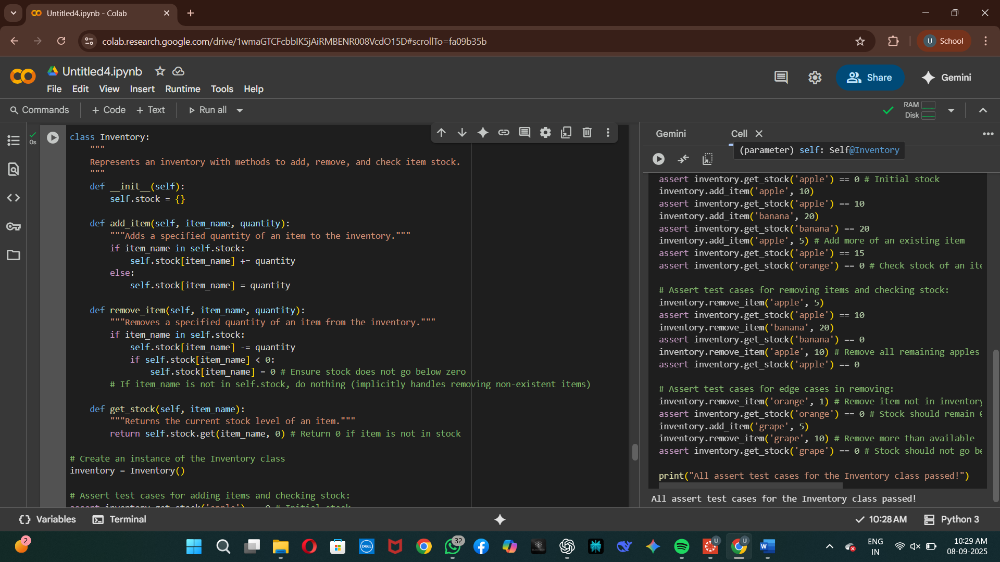 Untitled4.ipynb - Colab
colab.research.google.com/drive/1wmaGTCFcbbIK5jAiRMBENR008VcdO15D#scrollTo=fa09b35b
U School
CO
Untitled4.ipynb
File Edit View Insert Runtime Tools Help
Share
Gemini
Commands + Code + Text Run all
RAM
Disk
0s
class Inventory:
"""
Represents an inventory with methods to add, remove, and check item stock.
"""
def __init__(self):
self.stock = {}
def add_item(self, item_name, quantity):
"""Adds a specified quantity of an item to the inventory."""
if item_name in self.stock:
self.stock[item_name] += quantity
else:
self.stock[item_name] = quantity
def remove_item(self, item_name, quantity):
"""Removes a specified quantity of an item from the inventory."""
if item_name in self.stock:
self.stock[item_name] -= quantity
if self.stock[item_name] < 0:
self.stock[item_name] = 0 # Ensure stock does not go below zero
# If item_name is not in self.stock, do nothing (implicitly handles removing non-existent items)
def get_stock(self, item_name):
"""Returns the current stock level of an item."""
return self.stock.get(item_name, 0) # Return 0 if item is not in stock
# Create an instance of the Inventory class
inventory = Inventory()
# Assert test cases for adding items and checking stock:
Gemini Cell
(parameter) self: Self@Inventory
assert inventory.get_stock('apple') == 0 # Initial stock
inventory.add_item('apple', 10)
assert inventory.get_stock('apple') == 10
inventory.add_item('banana', 20)
assert inventory.get_stock('banana') == 20
inventory.add_item('apple', 5) # Add more of an existing item
assert inventory.get_stock('apple') == 15
assert inventory.get_stock('orange') == 0 # Check stock of an ite
# Assert test cases for removing items and checking stock:
inventory.remove_item('apple', 5)
assert inventory.get_stock('apple') == 10
inventory.remove_item('banana', 20)
assert inventory.get_stock('banana') == 0
inventory.remove_item('apple', 10) # Remove all remaining apples
assert inventory.get_stock('apple') == 0
# Assert test cases for edge cases in removing:
inventory.remove_item('orange', 1) # Remove item not in inventory
assert inventory.get_stock('orange') == 0 # Stock should remain
inventory.add_item('grape', 5)
inventory.remove_item('grape', 10) # Remove more than available
assert inventory.get_stock('grape') == 0 # Stock should not go be
print("All assert test cases for the Inventory class passed!")
All assert test cases for the Inventory class passed!
{} Variables Terminal
10:28 AM Python 3
2
DELL
32
U
U
W
ENG
IN
10:29 AM
08-09-2025